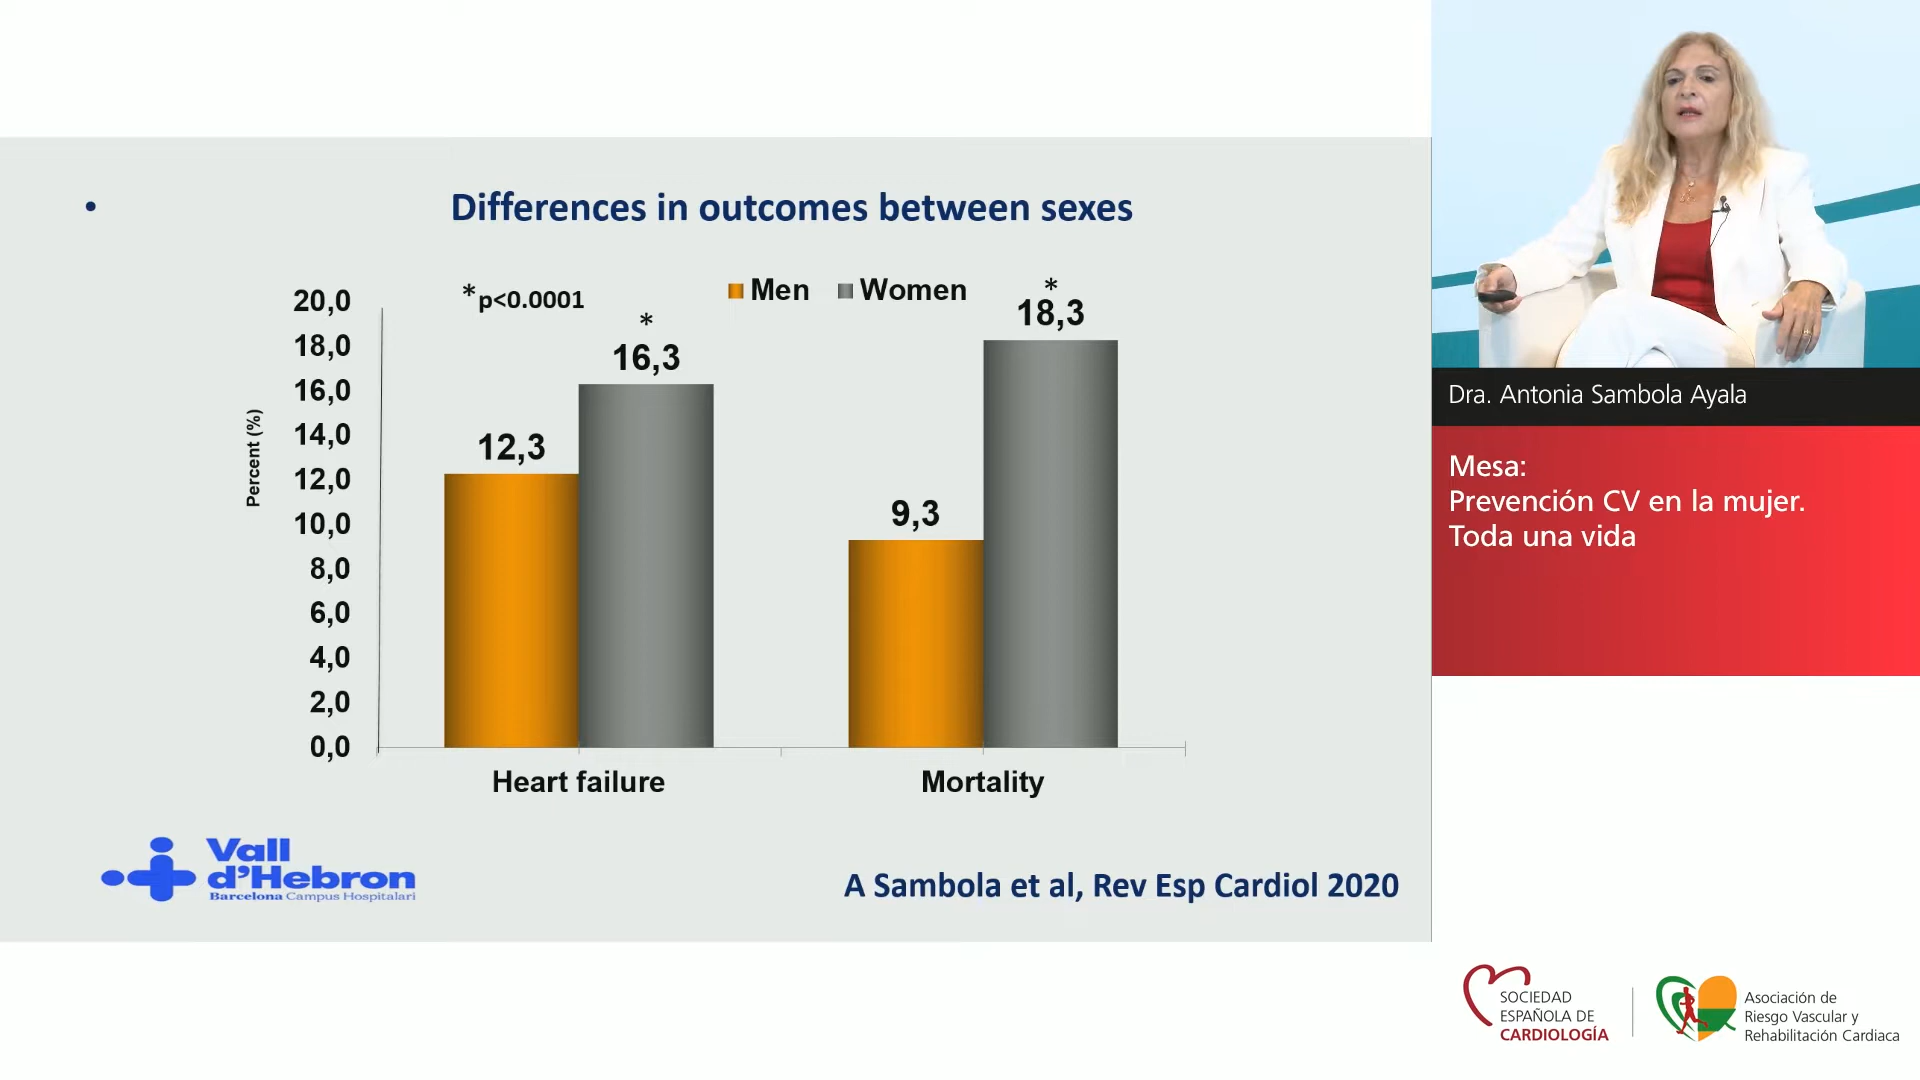 • Differences in outcomes between sexes
*p<0.0001
Men Women
Percent (%)
20,0
18,0
16,0
14,0
12,0
10,0
8,0
6,0
4,0
2,0
0,0
12,3
*
16,3
9,3
*
18,3
Heart failure
Mortality
Vall
d'Hebron
Barcelona Campus Hospitalari
A Sambola et al, Rev Esp Cardiol 2020
Dra. Antonia Sambola Ayala
Mesa:
Prevención CV en la mujer.
Toda una vida
SOCIEDAD
ESPAÑOLA DE
CARDIOLOGÍA
Asociación de
Riesgo Vascular y
Rehabilitación Cardiaca